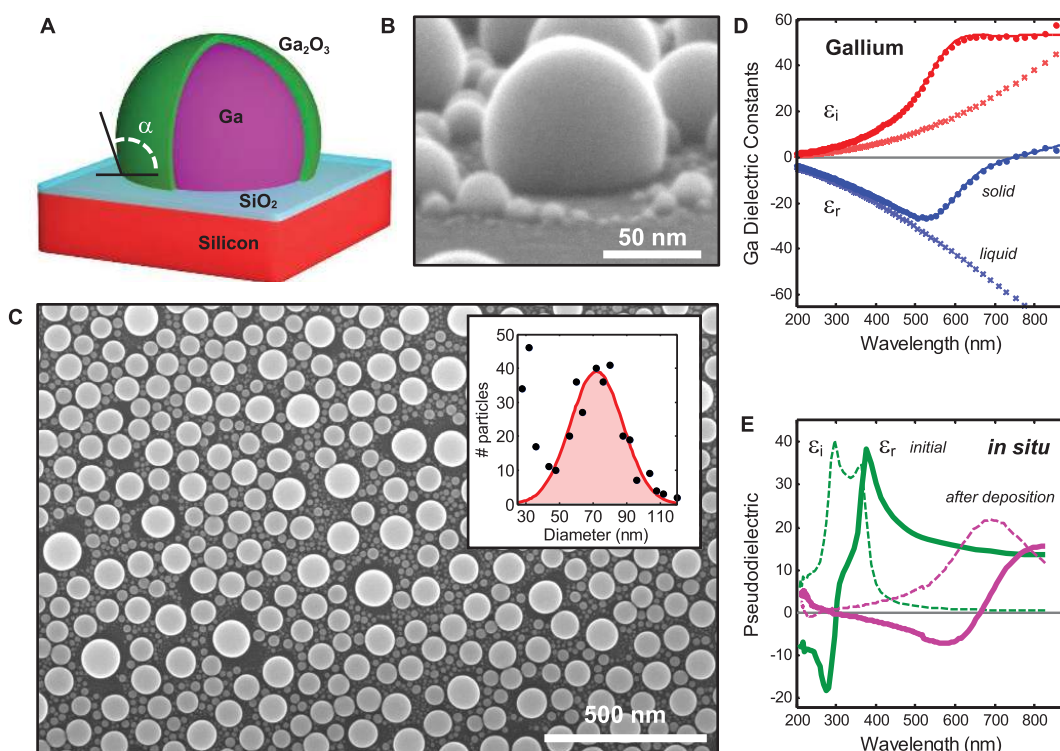 A
Ga₂O₃
Ga
α
SiO₂
Silicon
B
50 nm
C
500 nm
50
40
30
20
10
0
# particles
30 50 70 90 110
Diameter (nm)
D
Gallium
εi
εr
solid
liquid
60
40
20
0
-20
-40
-60
Ga Dielectric Constants
200 300 400 500 600 700 800
Wavelength (nm)
E
εi
εr initial
in situ
after deposition
40
30
20
10
0
-10
-20
Pseudodielectric
200 300 400 500 600 700 800
Wavelength (nm)